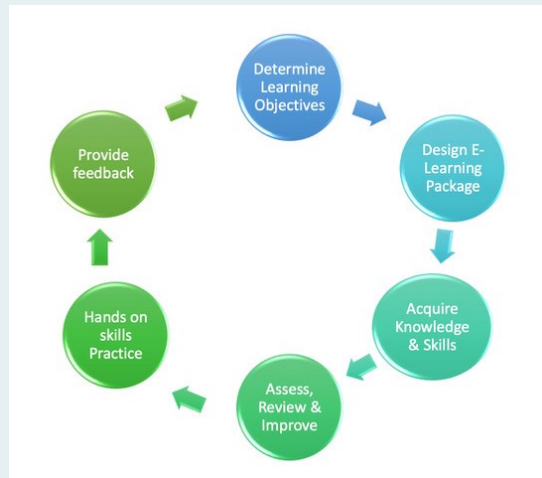 Determine
Learning
Objectives
Design E-
Learning
Package
Acquire
Knowledge
& Skills
Assess,
Review &
Improve
Hands on
skills
Practice
Provide
feedback